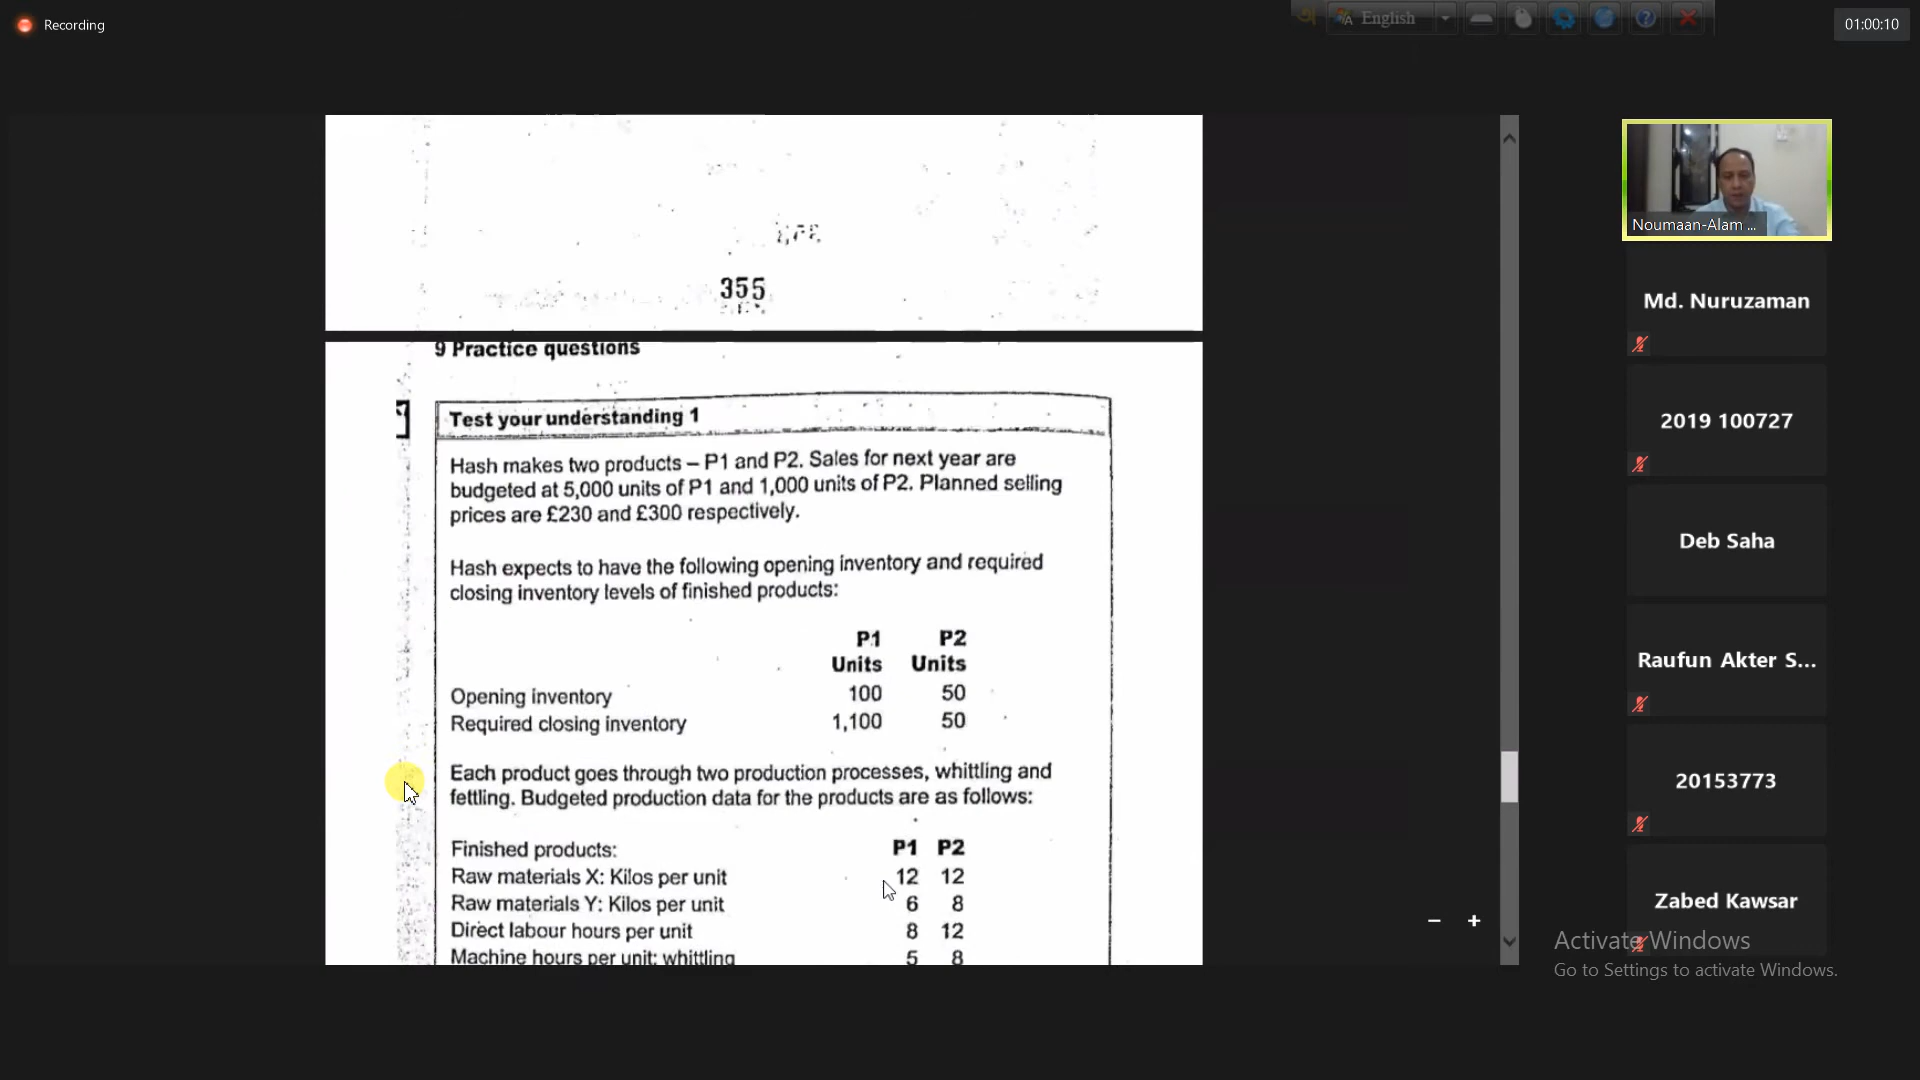 Recording
English
01:00:10
355
9 Practice questions
Test your understanding 1
Hash makes two products – P1 and P2. Sales for next year are
budgeted at 5,000 units of P1 and 1,000 units of P2. Planned selling
prices are £230 and £300 respectively.
Hash expects to have the following opening inventory and required
closing inventory levels of finished products:
P1 P2
Units Units
Opening inventory 100 50
Required closing inventory 1,100 50
Each product goes through two production processes, whittling and
fettling. Budgeted production data for the products are as follows:
Finished products: P1 P2
Raw materials X: Kilos per unit 12 12
Raw materials Y: Kilos per unit 6 8
Direct labour hours per unit 8 12
Machine hours per unit: whittling 5 8
Noumaan-Alam ...
Md. Nuruzaman
2019 100727
Deb Saha
Raufun Akter S...
20153773
Zabed Kawsar
Activate Windows
Go to Settings to activate Windows.